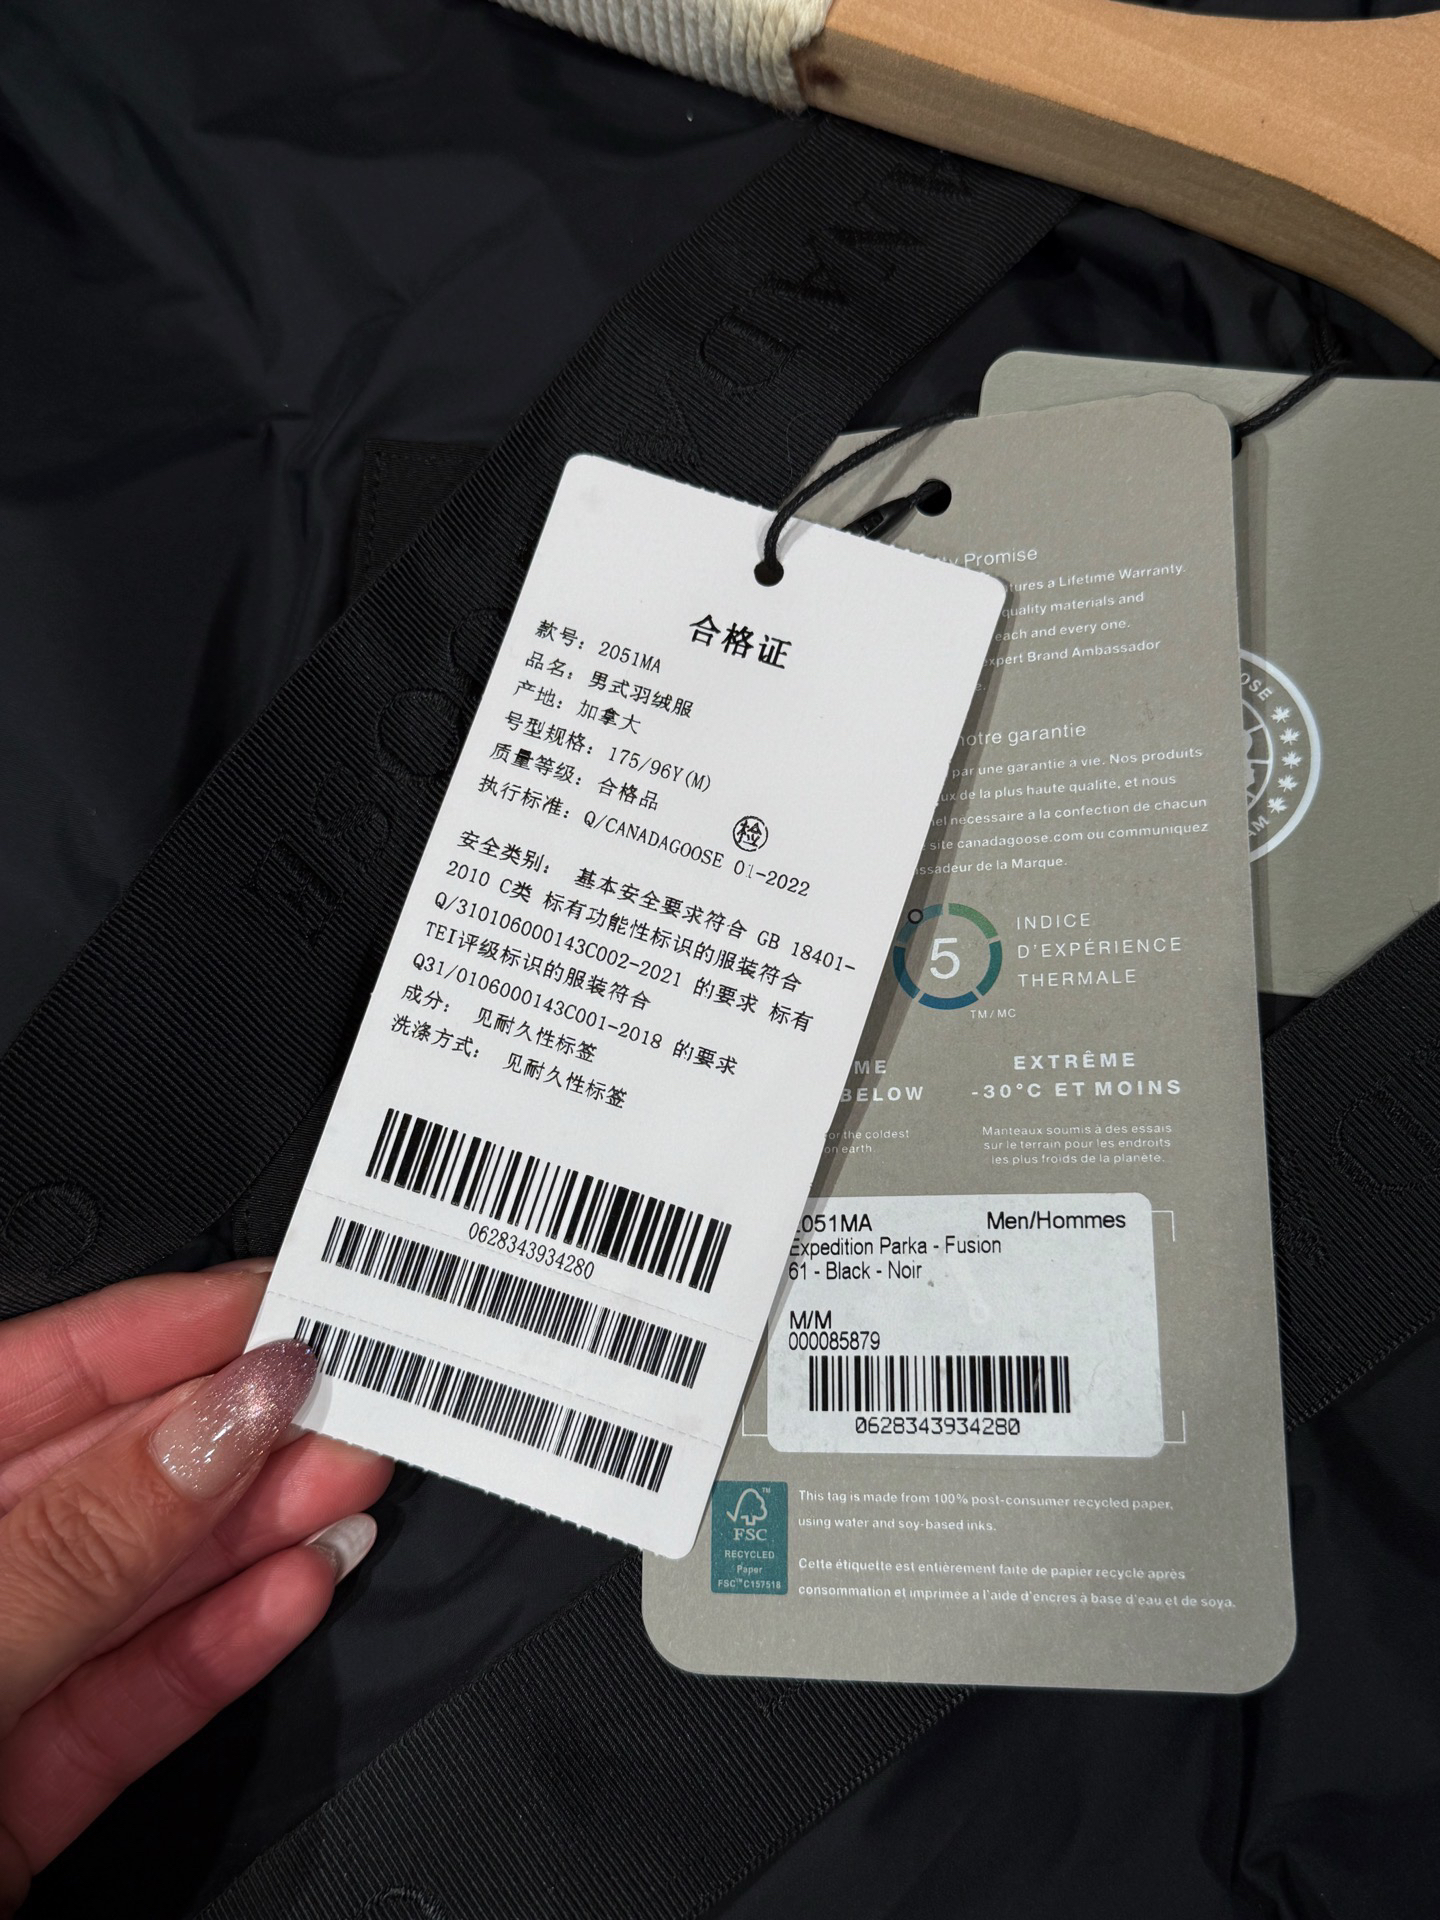 合格证
款号: 2051MA
品名: 男式羽绒服
产地: 加拿大
号型规格: 175/96Y(M)
质量等级: 合格品
检
执行标准: Q/CANADAGOOSE 01-2022
安全类别: 基本安全要求符合 GB 18401-
2010 C类 标有功能性标识的服装符合
Q/310106000143C002-2021 的要求 标有
TEI评级标识的服装符合
Q31/0106000143C001-2018 的要求
成分: 见耐久性标签
洗涤方式: 见耐久性标签
0628343934280
Promise
a Lifetime Warranty.
quality materials and
each and every one.
Brand Ambassador
notre garantie
par une garantie à vie. Nos produits
de la plus haute qualité, et nous
nécessaire à la confection de chacun
site canadagoose.com ou communiquez
de la Marque.
5
INDICE
D'EXPÉRIENCE
THERMALE
TM/MC
BELOW
the coldest
earth.
EXTRÊME
-30°C ET MOINS
Manteaux soumis à des essais
sur le terrain pour les endroits
les plus froids de la planète.
051MA Men/Hommes
Expedition Parka - Fusion
61 - Black - Noir
M/M
000085879
0628343934280
FSC
RECYCLED
Paper
FSC™ C157518
This tag is made from 100% post-consumer recycled paper,
using water and soy-based inks.
Cette étiquette est entièrement faite de papier recyclé après
consommation et imprimée à l'aide d'encres à base d'eau et de soya.